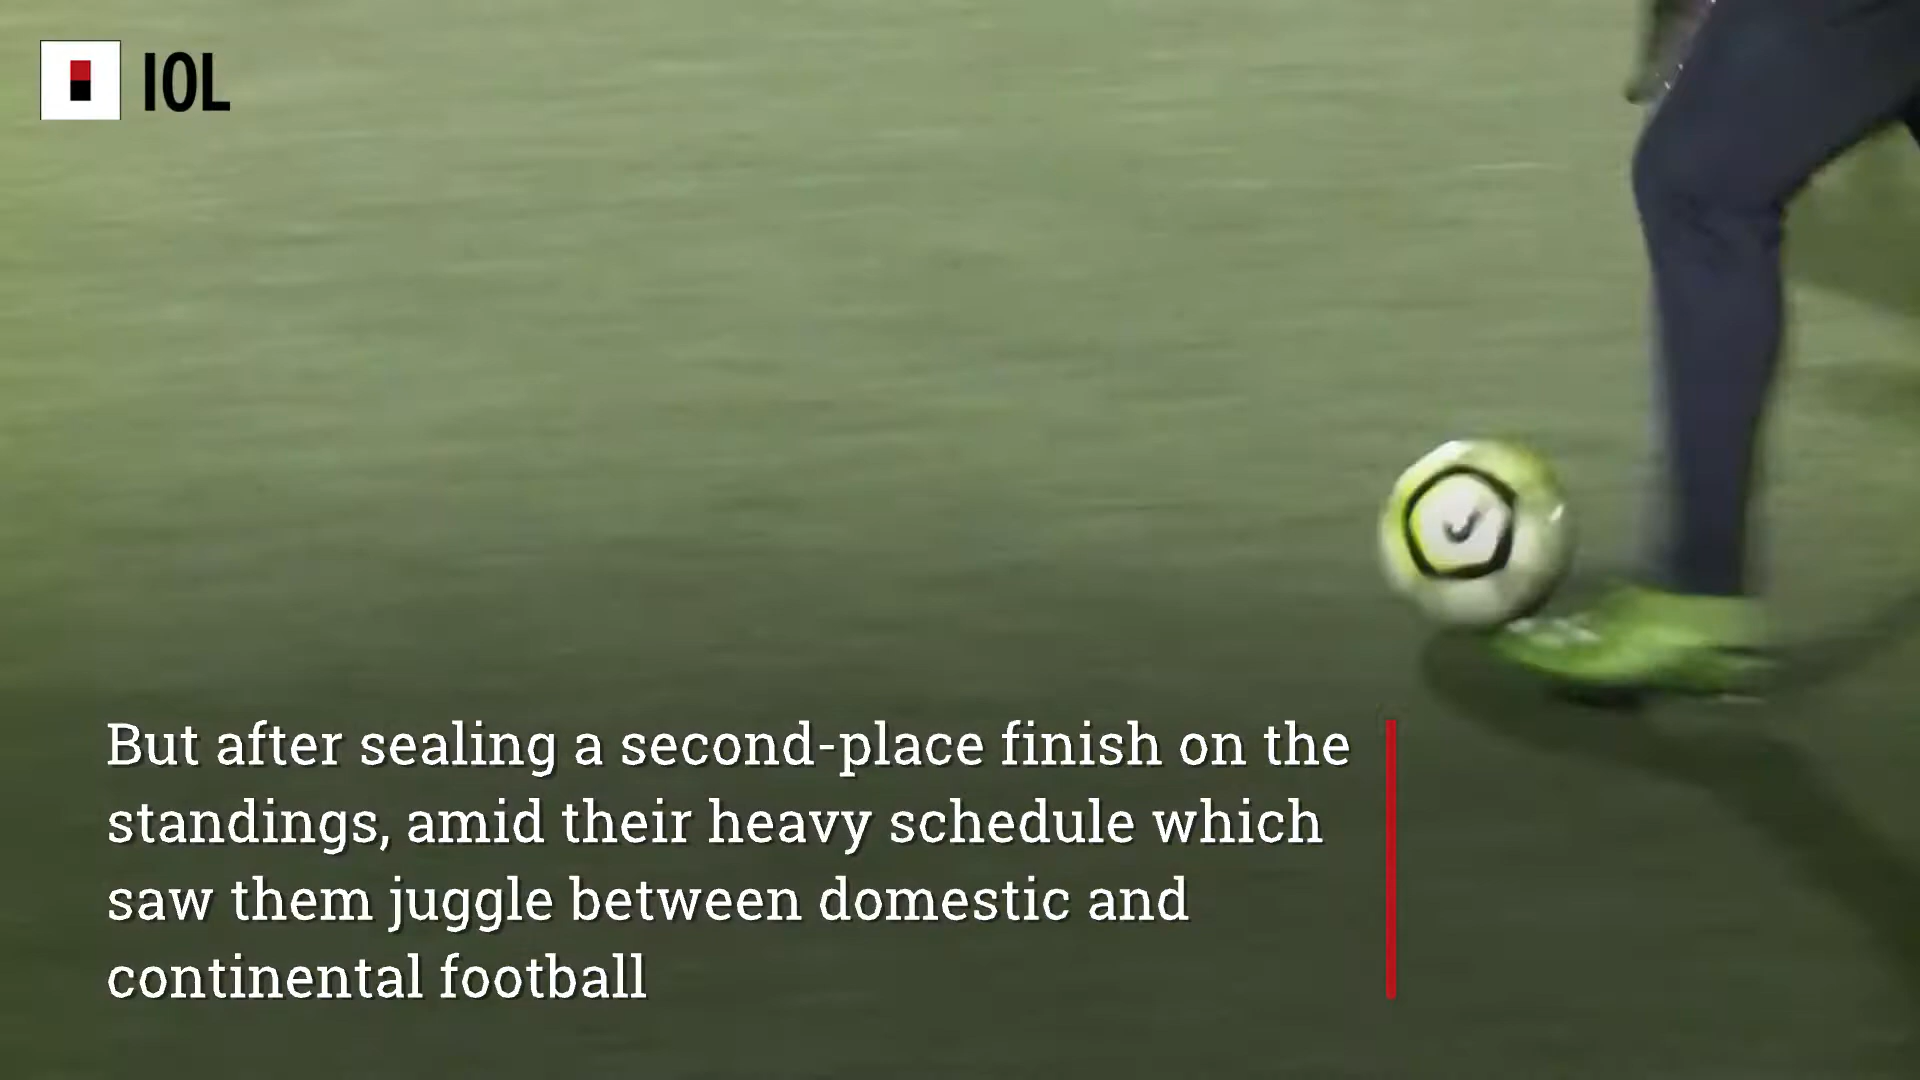 IOL
But after sealing a second-place finish on the
standings, amid their heavy schedule which
saw them juggle between domestic and
continental football